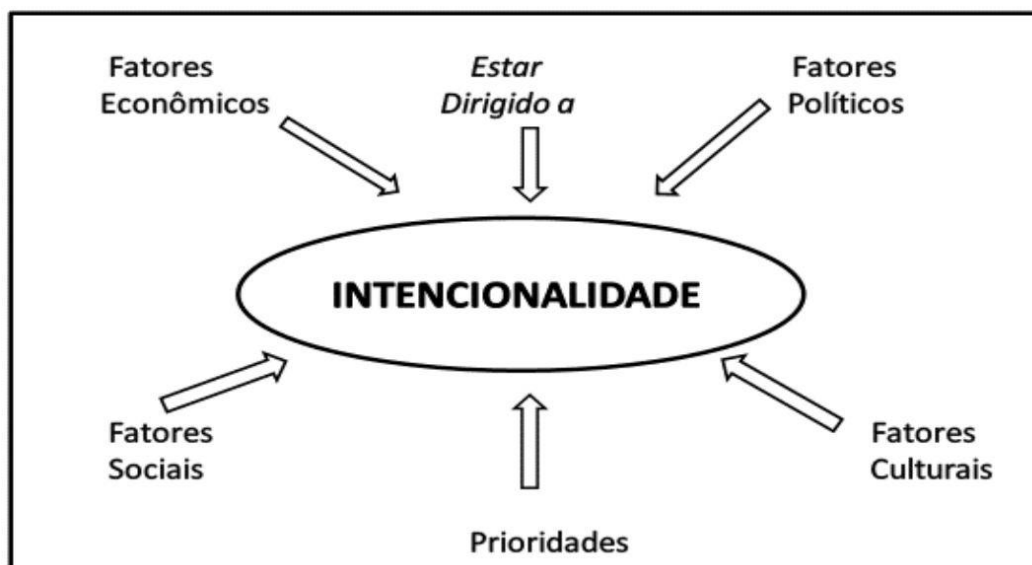 Fatores
Econômicos
Estar
Dirigido a
Fatores
Políticos
INTENCIONALIDADE
Fatores
Sociais
Prioridades
Fatores
Culturais